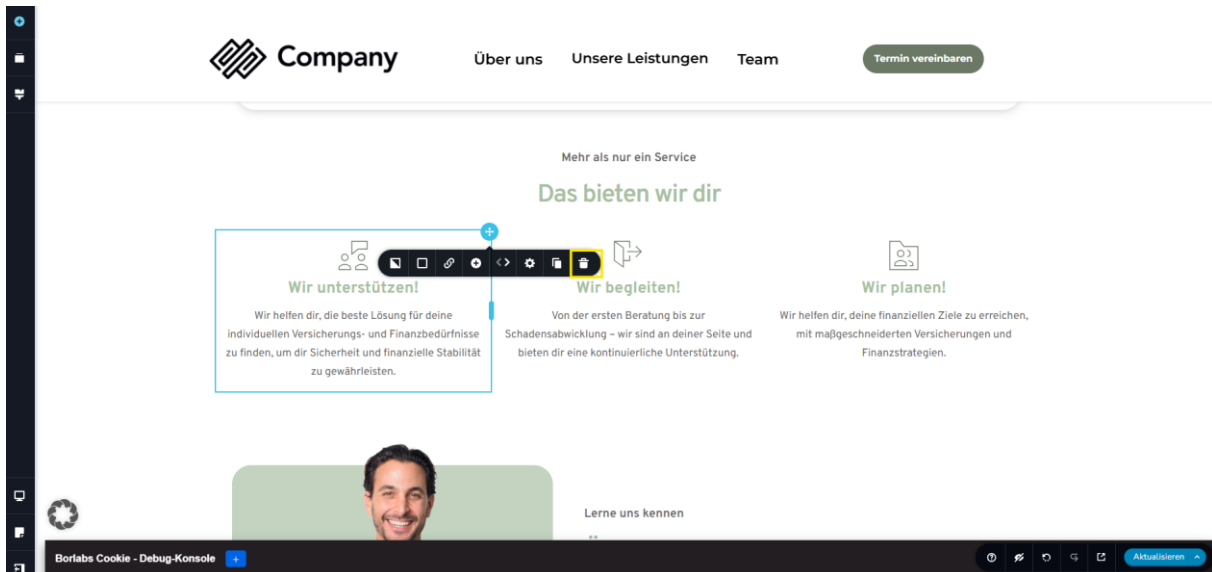 Company
Über uns
Unsere Leistungen
Team
Termin vereinbaren
Mehr als nur ein Service
Das bieten wir dir
Wir unterstützen!
Wir helfen dir, die beste Lösung für deine
individuellen Versicherungs- und Finanzbedürfnisse
zu finden, um dir Sicherheit und finanzielle Stabilität
zu gewährleisten.
Wir begleiten!
Von der ersten Beratung bis zur
Schadensabwicklung – wir sind an deiner Seite und
bieten dir eine kontinuierliche Unterstützung.
Wir planen!
Wir helfen dir, deine finanziellen Ziele zu erreichen,
mit maßgeschneiderten Versicherungen und
Finanzstrategien.
Lerne uns kennen
Borlabs Cookie - Debug-Konsole
Aktualisieren